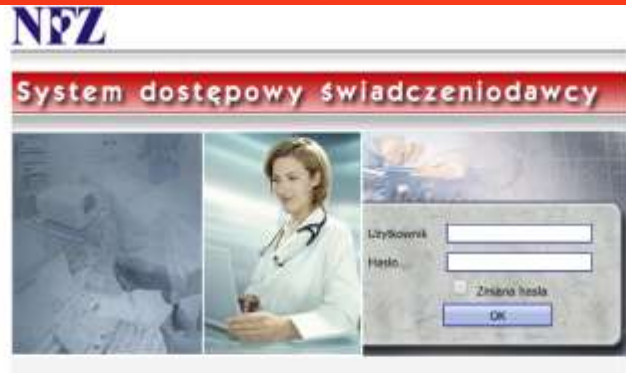 NFZ
System dostępowy świadczeniodawcy
Użytkownik
Hasło
Zmiana hasła
OK